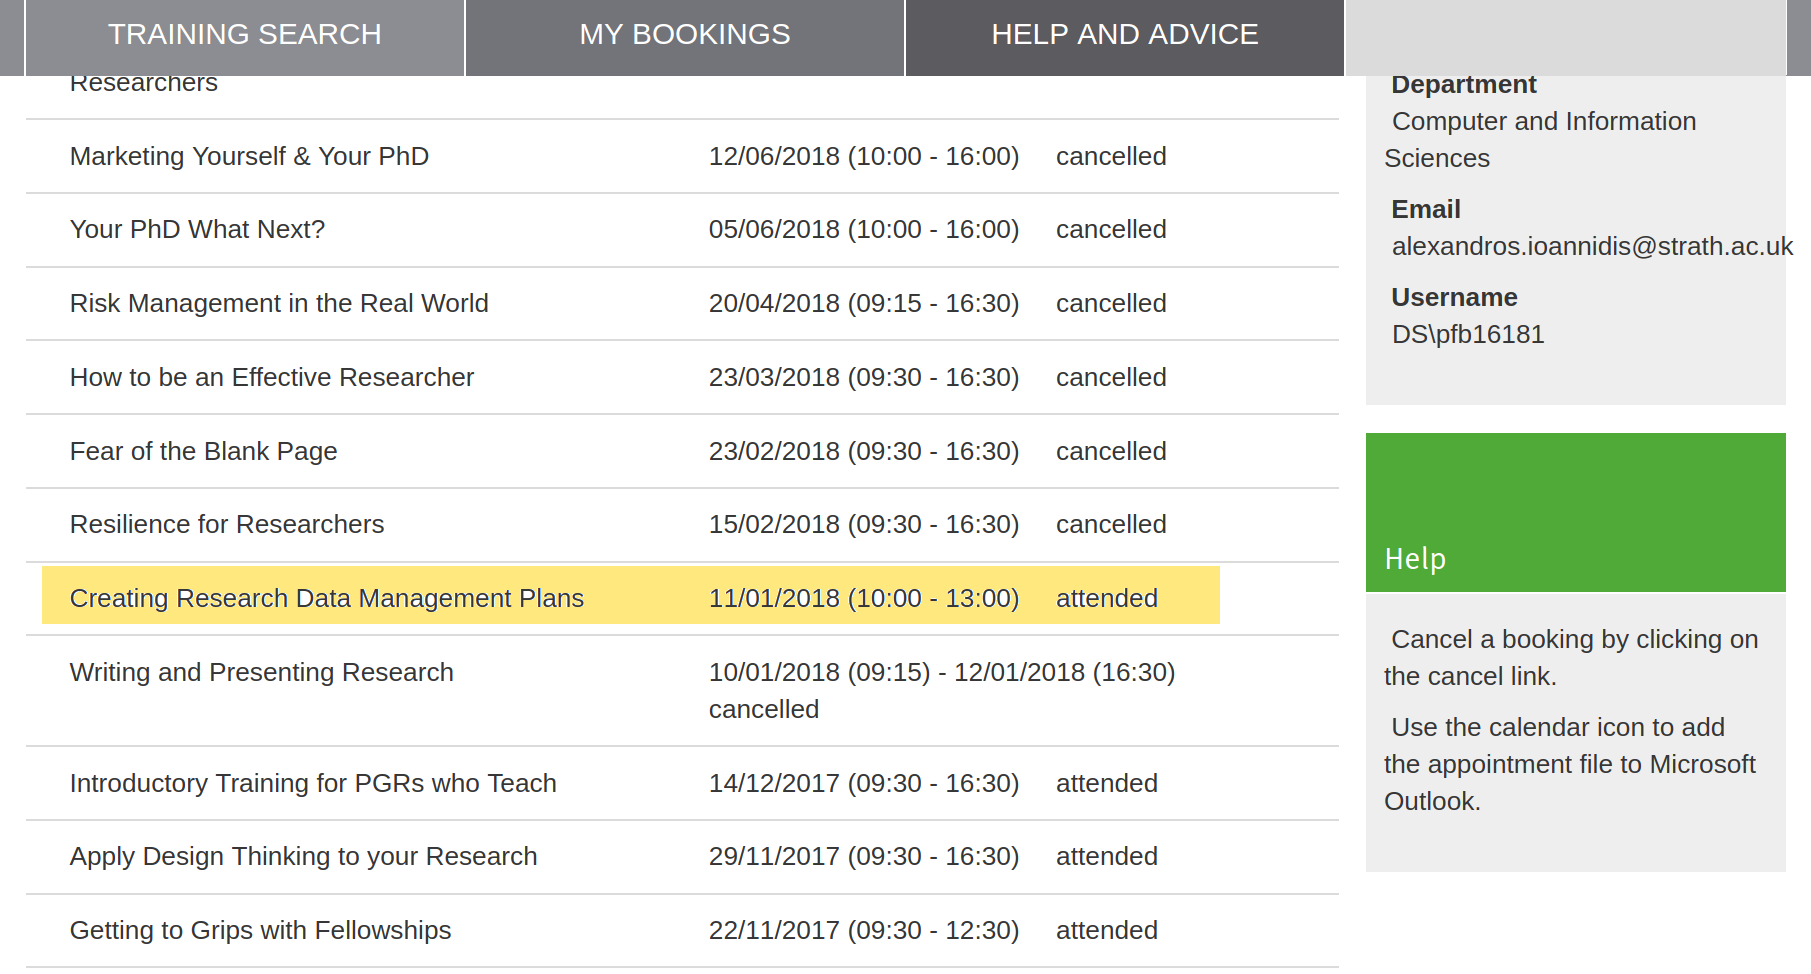 TRAINING SEARCH MY BOOKINGS HELP AND ADVICE
Researchers
Marketing Yourself & Your PhD 12/06/2018 (10:00 - 16:00) cancelled
Your PhD What Next? 05/06/2018 (10:00 - 16:00) cancelled
Risk Management in the Real World 20/04/2018 (09:15 - 16:30) cancelled
How to be an Effective Researcher 23/03/2018 (09:30 - 16:30) cancelled
Fear of the Blank Page 23/02/2018 (09:30 - 16:30) cancelled
Resilience for Researchers 15/02/2018 (09:30 - 16:30) cancelled
Creating Research Data Management Plans 11/01/2018 (10:00 - 13:00) attended
Writing and Presenting Research 10/01/2018 (09:15) - 12/01/2018 (16:30)
cancelled
Introductory Training for PGRs who Teach 14/12/2017 (09:30 - 16:30) attended
Apply Design Thinking to your Research 29/11/2017 (09:30 - 16:30) attended
Getting to Grips with Fellowships 22/11/2017 (09:30 - 12:30) attended
Department
Computer and Information
Sciences
Email
alexandros.ioannidis@strath.ac.uk
Username
DS\pfb16181
Help
Cancel a booking by clicking on
the cancel link.
Use the calendar icon to add
the appointment file to Microsoft
Outlook.